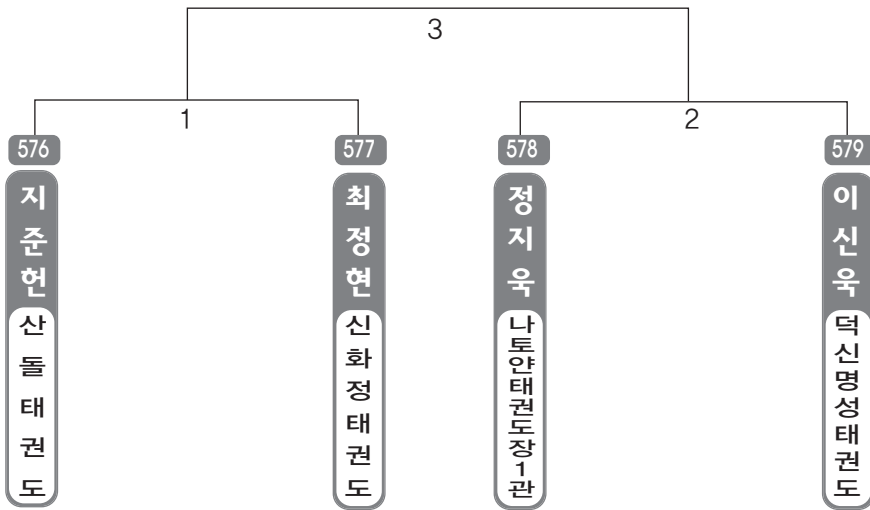 3
1
2
576
577
578
579
지준헌
최정현
정지욱
이신욱
산돌태권도
신화정태권도
나토얀태권도장1관
덕신명성태권도